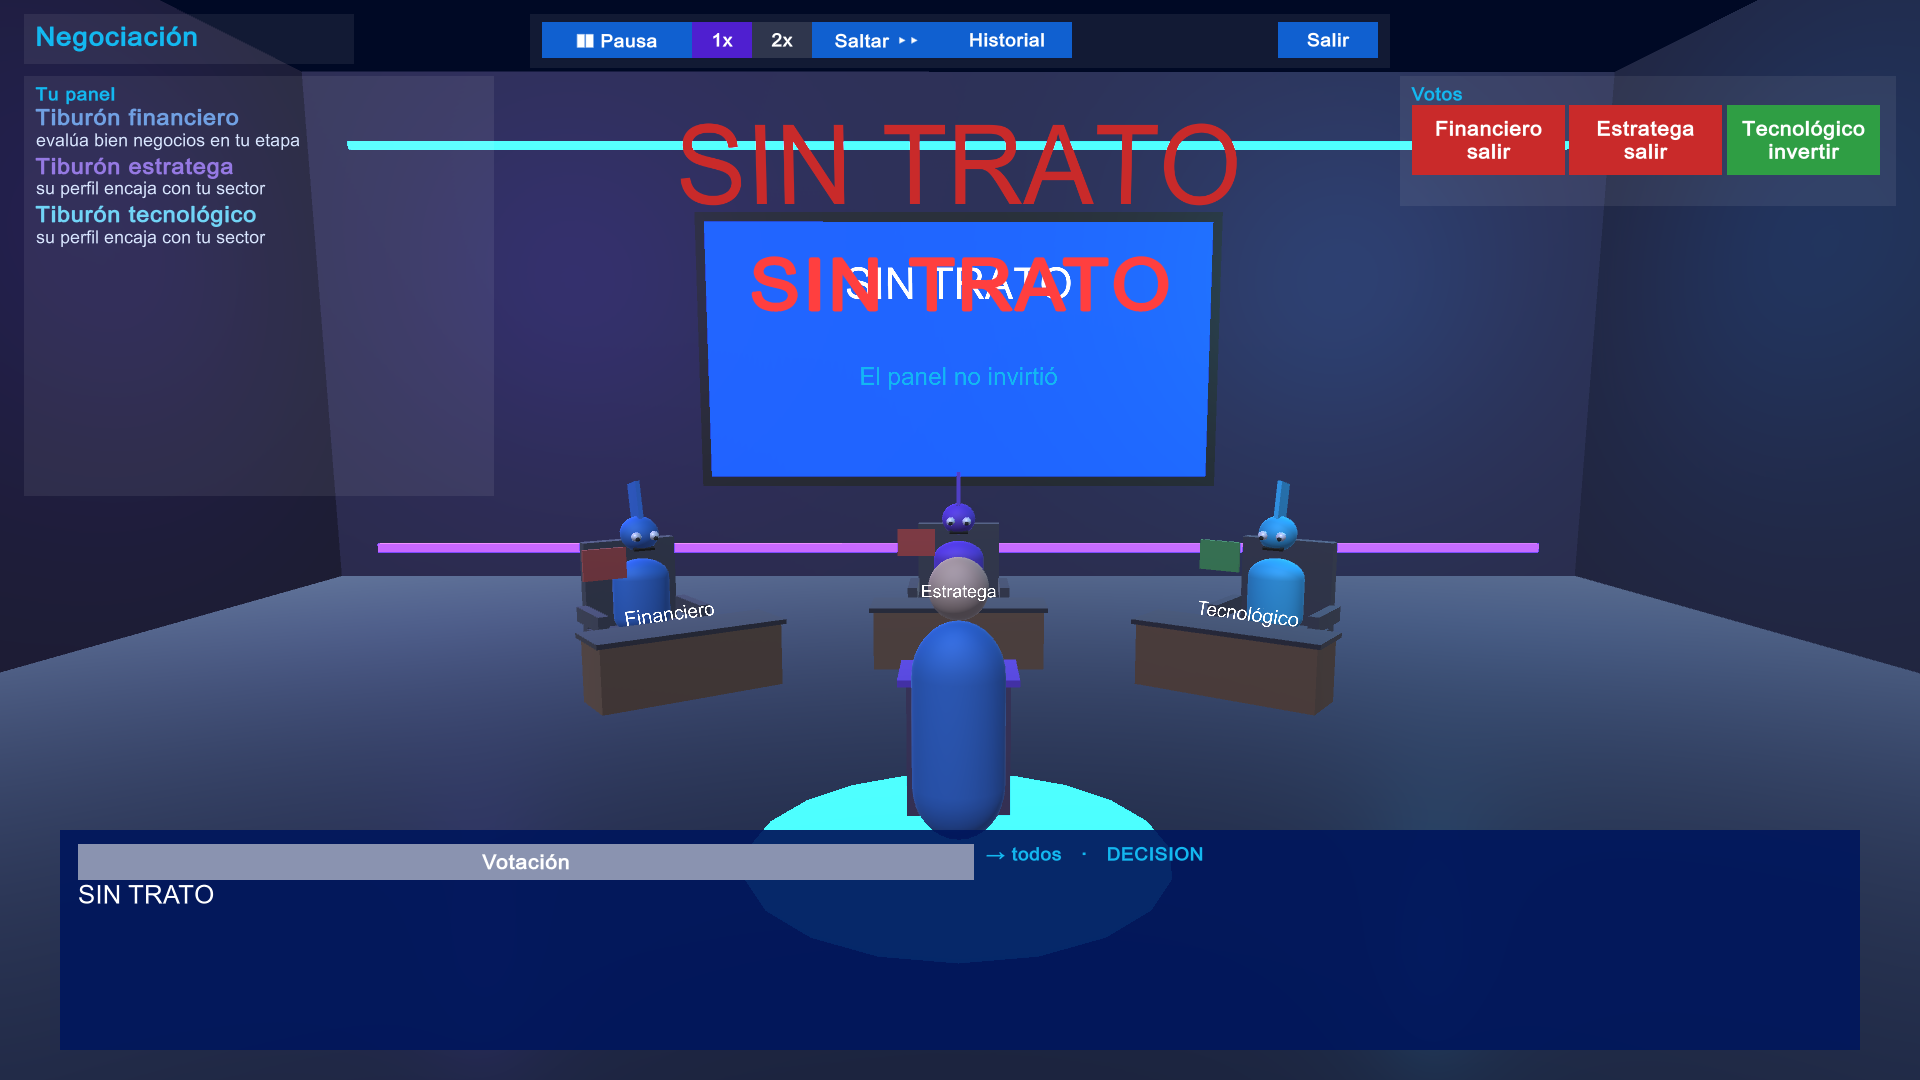 Negociación
Pausa 1x 2x Saltar Historial Salir
Tu panel
Tiburón financiero
evalúa bien negocios en tu etapa
Tiburón estratega
su perfil encaja con tu sector
Tiburón tecnológico
su perfil encaja con tu sector
Votos
Financiero
salir
Estratega
salir
Tecnológico
invertir
SIN TRATO
SIN TRATO
SIN TRATO
El panel no invirtió
Financiero
Estratega
Tecnológico
Votación
→ todos · DECISION
SIN TRATO